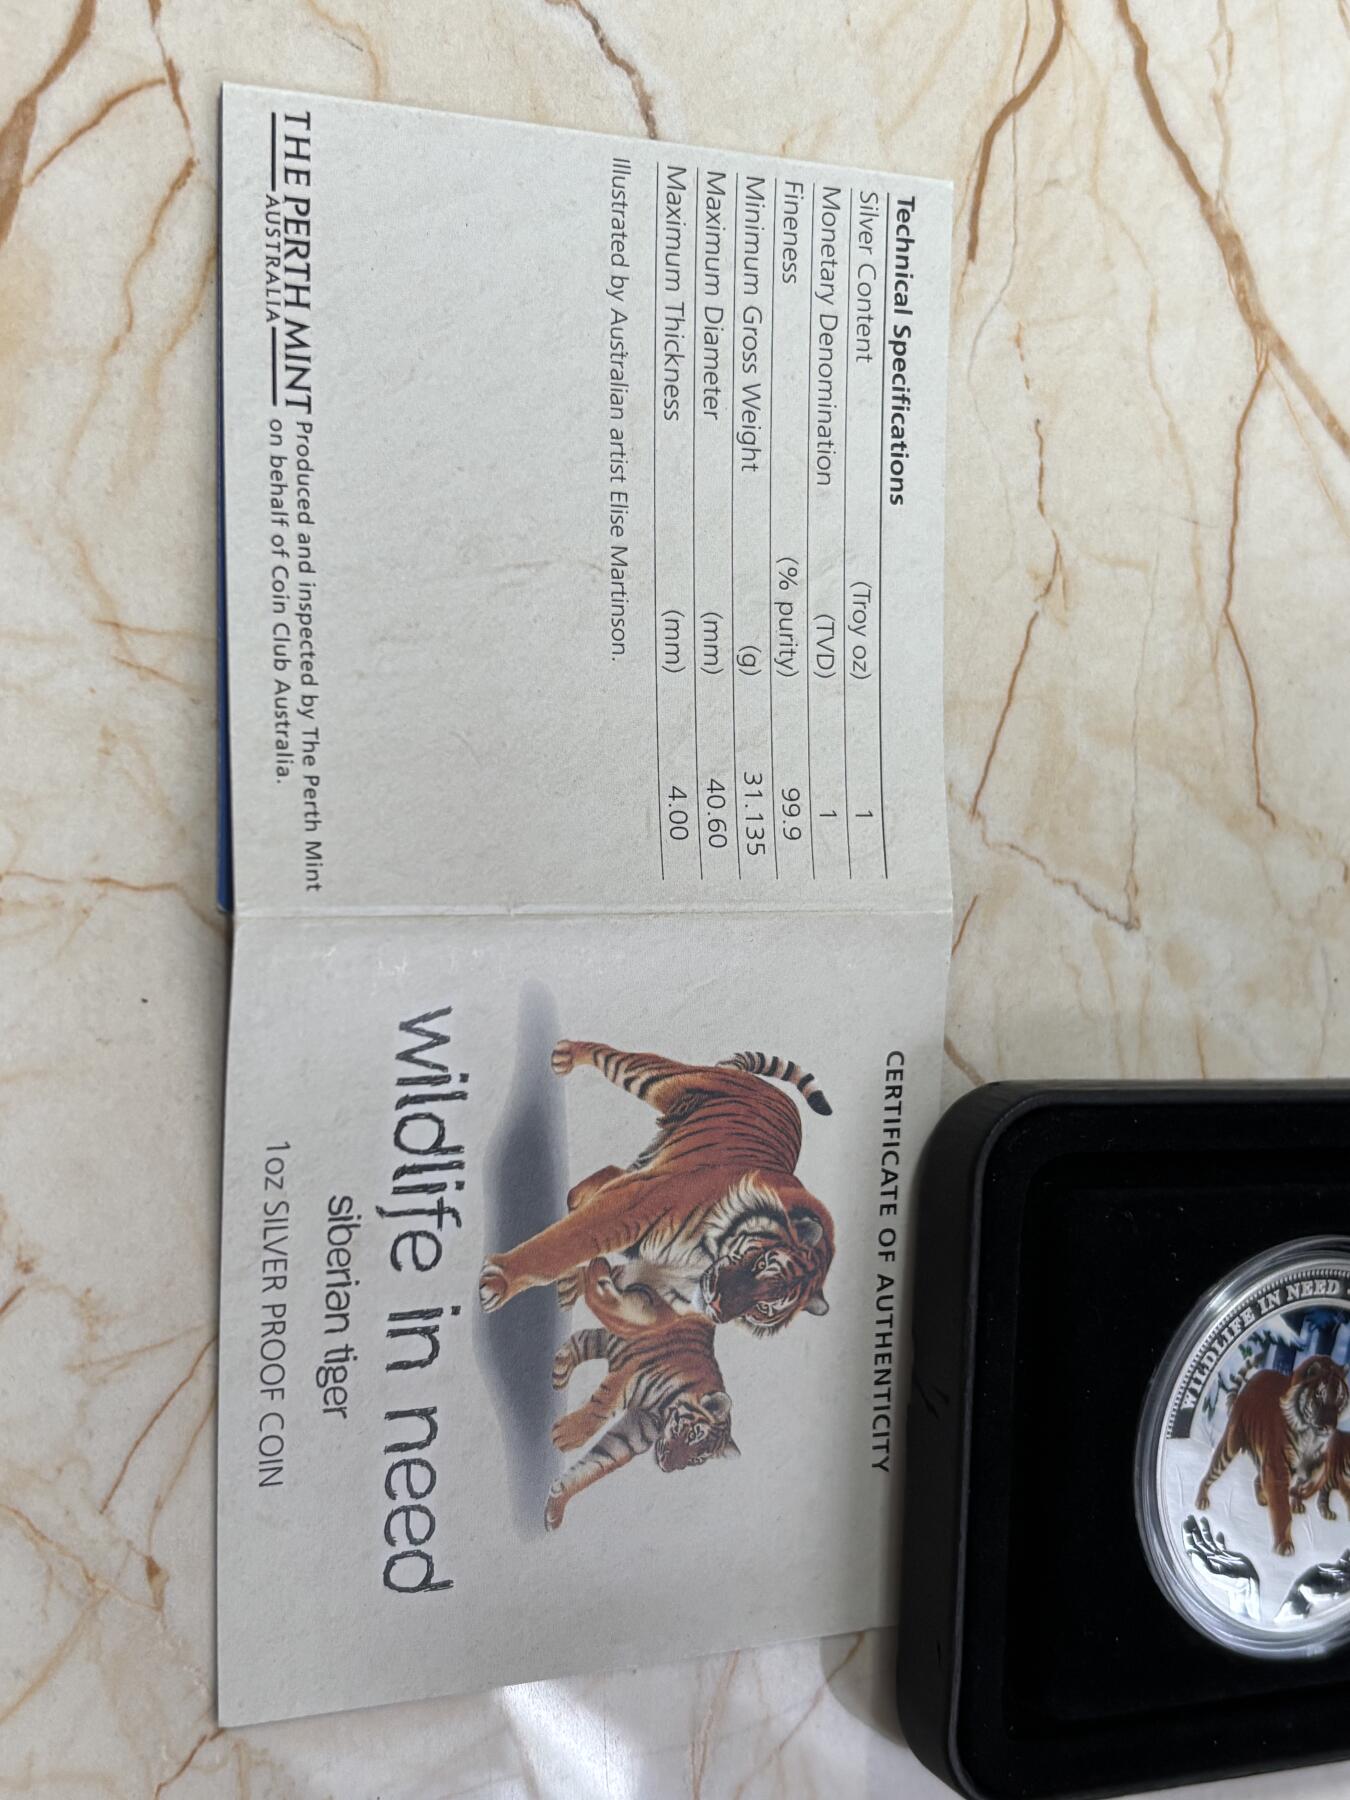 Technical Specifications
Silver Content (Troy oz) 1
Monetary Denomination (TVD) 1
Fineness (% purity) 99.9
Minimum Gross Weight (g) 31.135
Maximum Diameter (mm) 40.60
Maximum Thickness (mm) 4.00
Illustrated by Australian artist Elise Martinson.
THE PERTH MINT
AUSTRALIA
Produced and inspected by The Perth Mint
on behalf of Coin Club Australia.
CERTIFICATE OF AUTHENTICITY
wildlife in need
siberian tiger
1oz SILVER PROOF COIN
WILDLIFE IN NEED